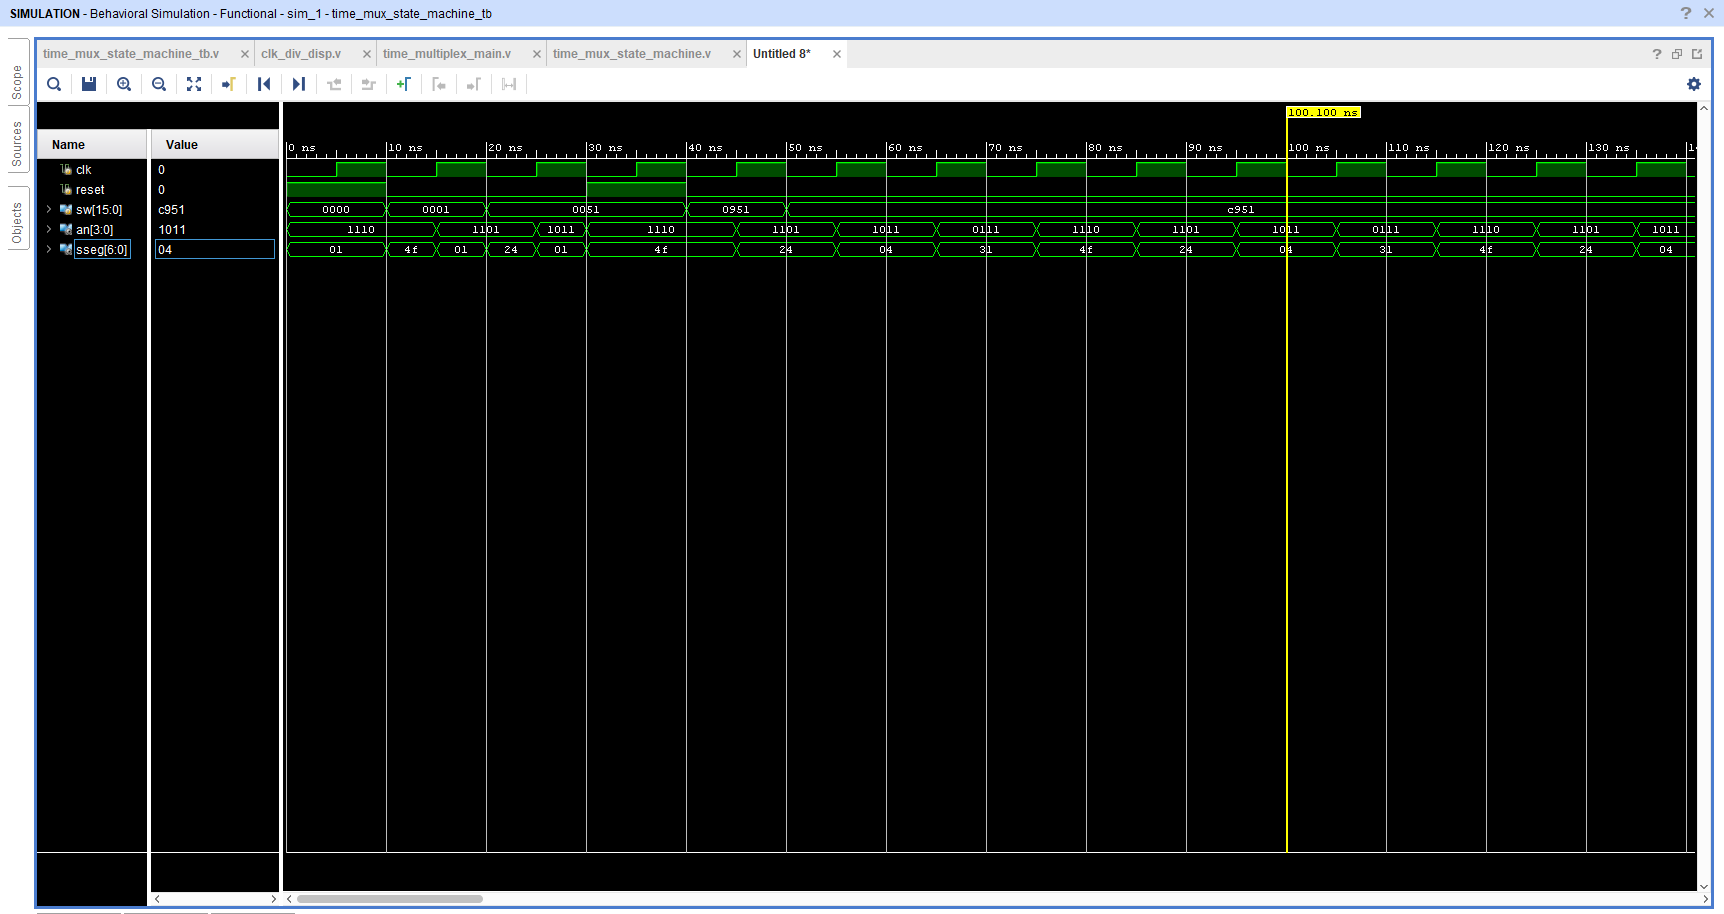 SIMULATION - Behavioral Simulation - Functional - sim_1 - time_mux_state_machine_tb
Scope
Sources
Objects
time_mux_state_machine_tb.v clk_div_disp.v time_multiplex_main.v time_mux_state_machine.v Untitled 8*
100.100 ns
Name Value
0 ns 10 ns 20 ns 30 ns 40 ns 50 ns 60 ns 70 ns 80 ns 90 ns 100 ns 110 ns 120 ns 130 ns
clk 0
reset 0
sw[15:0] c951 0000 0001 0051 0951 c951
an[3:0] 1011 1110 1101 1011 1110 1101 1011 0111 1110 1101 1011 0111 1110 1101 1011
sseg[6:0] 04 01 4f 01 24 01 4f 24 04 31 4f 24 04 31 4f 24 04